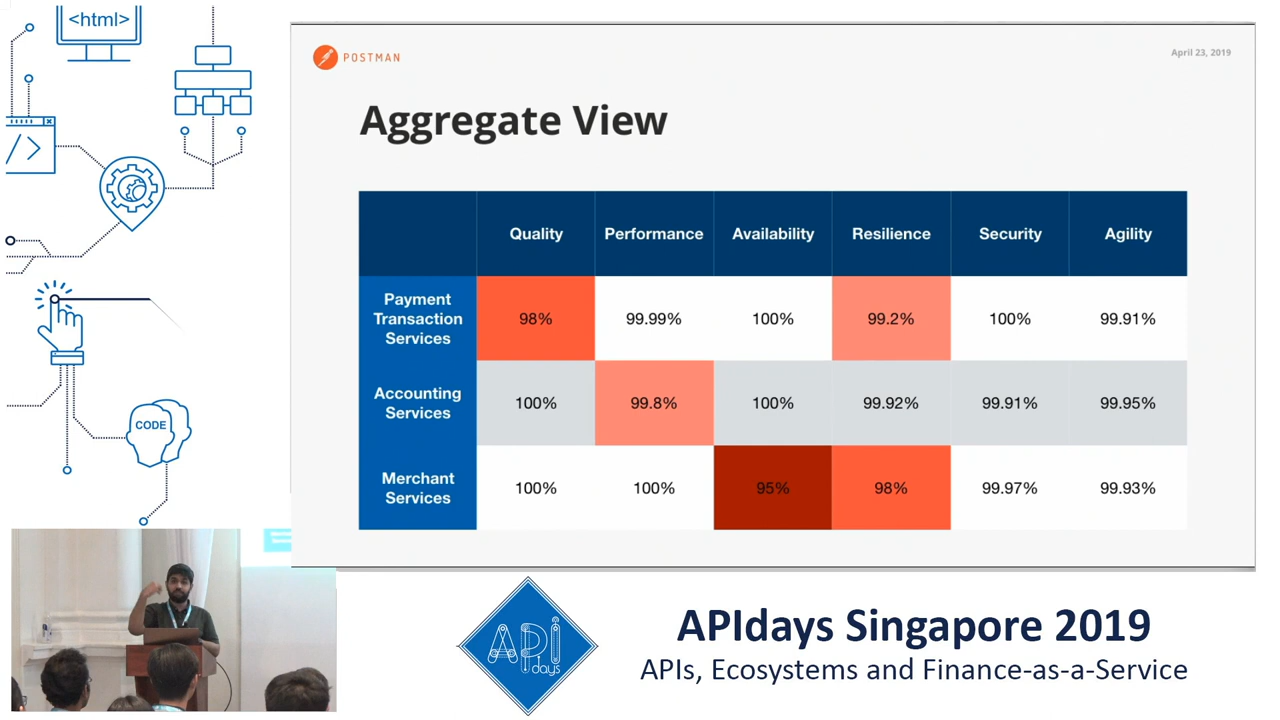 <html>
</>
CODE
POSTMAN
April 23, 2019
Aggregate View
Quality Performance Availability Resilience Security Agility
Payment
Transaction
Services
98% 99.99% 100% 99.2% 100% 99.91%
Accounting
Services
100% 99.8% 100% 99.92% 99.91% 99.95%
Merchant
Services
100% 100% 95% 98% 99.97% 99.93%
API
days
APIdays Singapore 2019
APIs, Ecosystems and Finance-as-a-Service